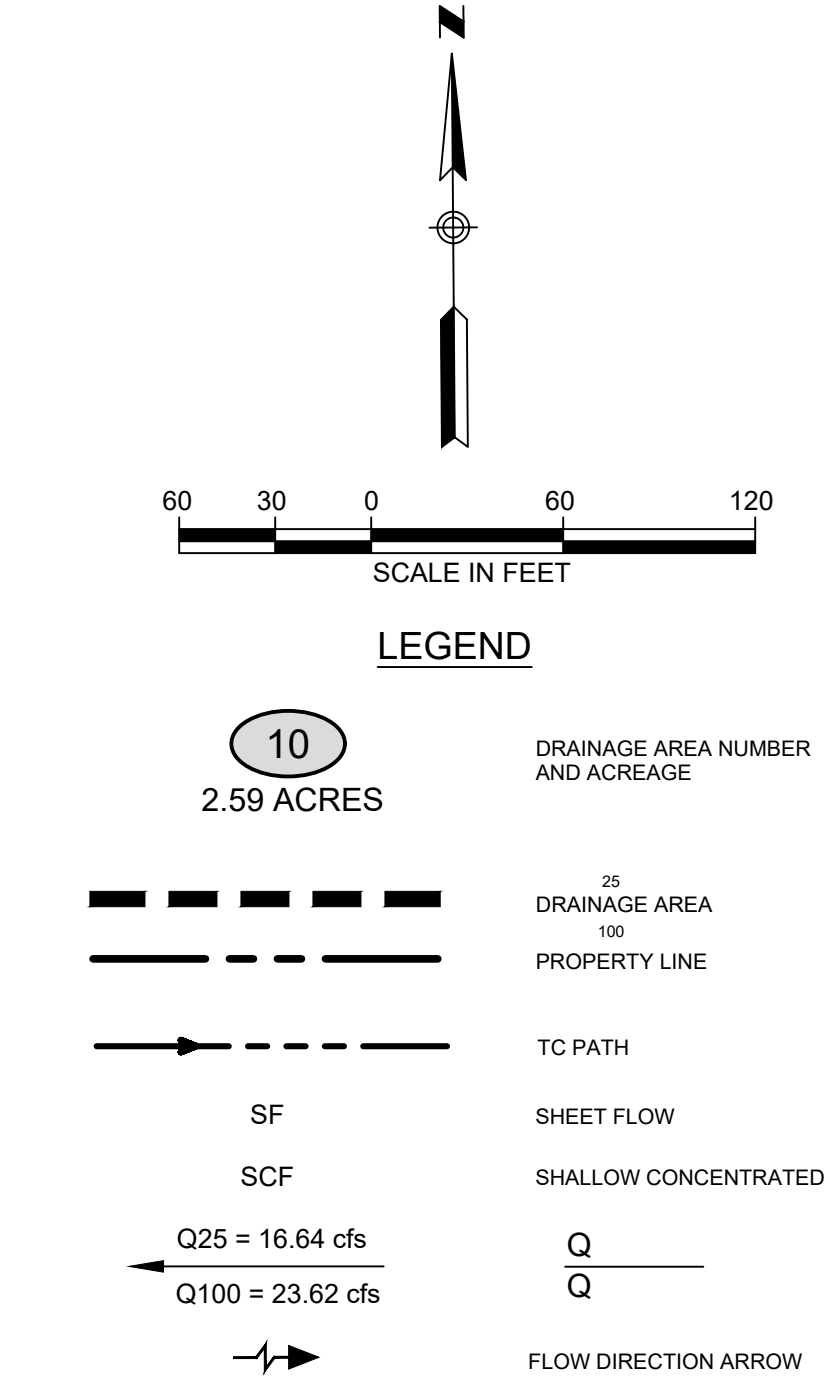 N
60 30 0 60 120
SCALE IN FEET
LEGEND
10
2.59 ACRES
DRAINAGE AREA NUMBER
AND ACREAGE
25
DRAINAGE AREA
100
PROPERTY LINE
TC PATH
SF
SHEET FLOW
SCF
SHALLOW CONCENTRATED
Q25 = 16.64 cfs
Q100 = 23.62 cfs
Q
Q
FLOW DIRECTION ARROW